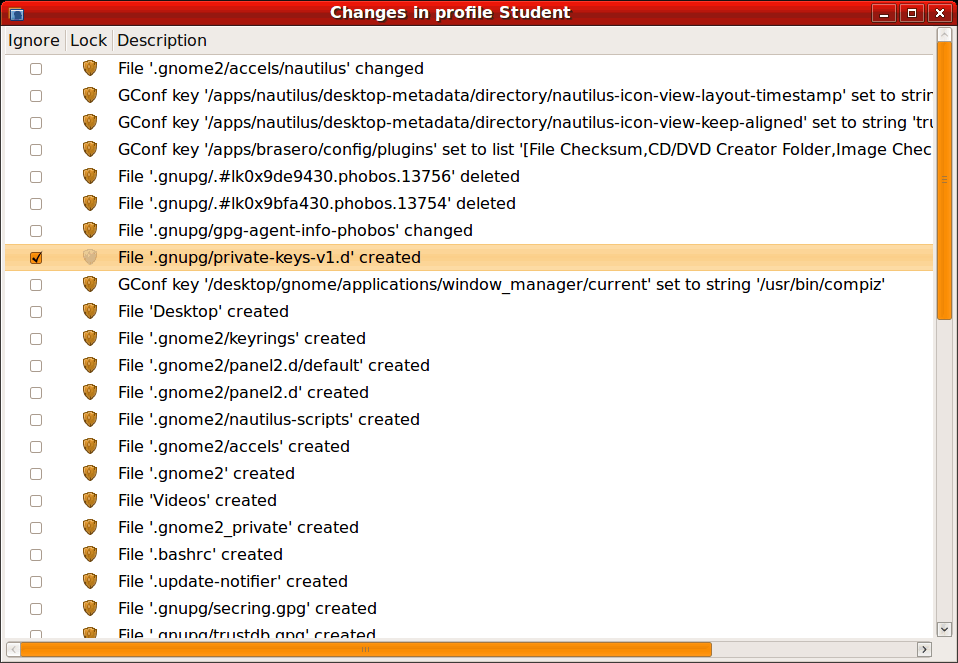 Changes in profile Student
Ignore Lock Description
File '.gnome2/accels/nautilus' changed
GConf key '/apps/nautilus/desktop-metadata/directory/nautilus-icon-view-layout-timestamp' set to strin
GConf key '/apps/nautilus/desktop-metadata/directory/nautilus-icon-view-keep-aligned' set to string 'tru
GConf key '/apps/brasero/config/plugins' set to list '[File Checksum,CD/DVD Creator Folder,Image Chec
File '.gnupg/.#lk0x9de9430.phobos.13756' deleted
File '.gnupg/.#lk0x9bfa430.phobos.13754' deleted
File '.gnupg/gpg-agent-info-phobos' changed
File '.gnupg/private-keys-v1.d' created
GConf key '/desktop/gnome/applications/window_manager/current' set to string '/usr/bin/compiz'
File 'Desktop' created
File '.gnome2/keyrings' created
File '.gnome2/panel2.d/default' created
File '.gnome2/panel2.d' created
File '.gnome2/nautilus-scripts' created
File '.gnome2/accels' created
File '.gnome2' created
File 'Videos' created
File '.gnome2_private' created
File '.bashrc' created
File '.update-notifier' created
File '.gnupg/secring.gpg' created
File '.gnupg/trustdb.gpg' created